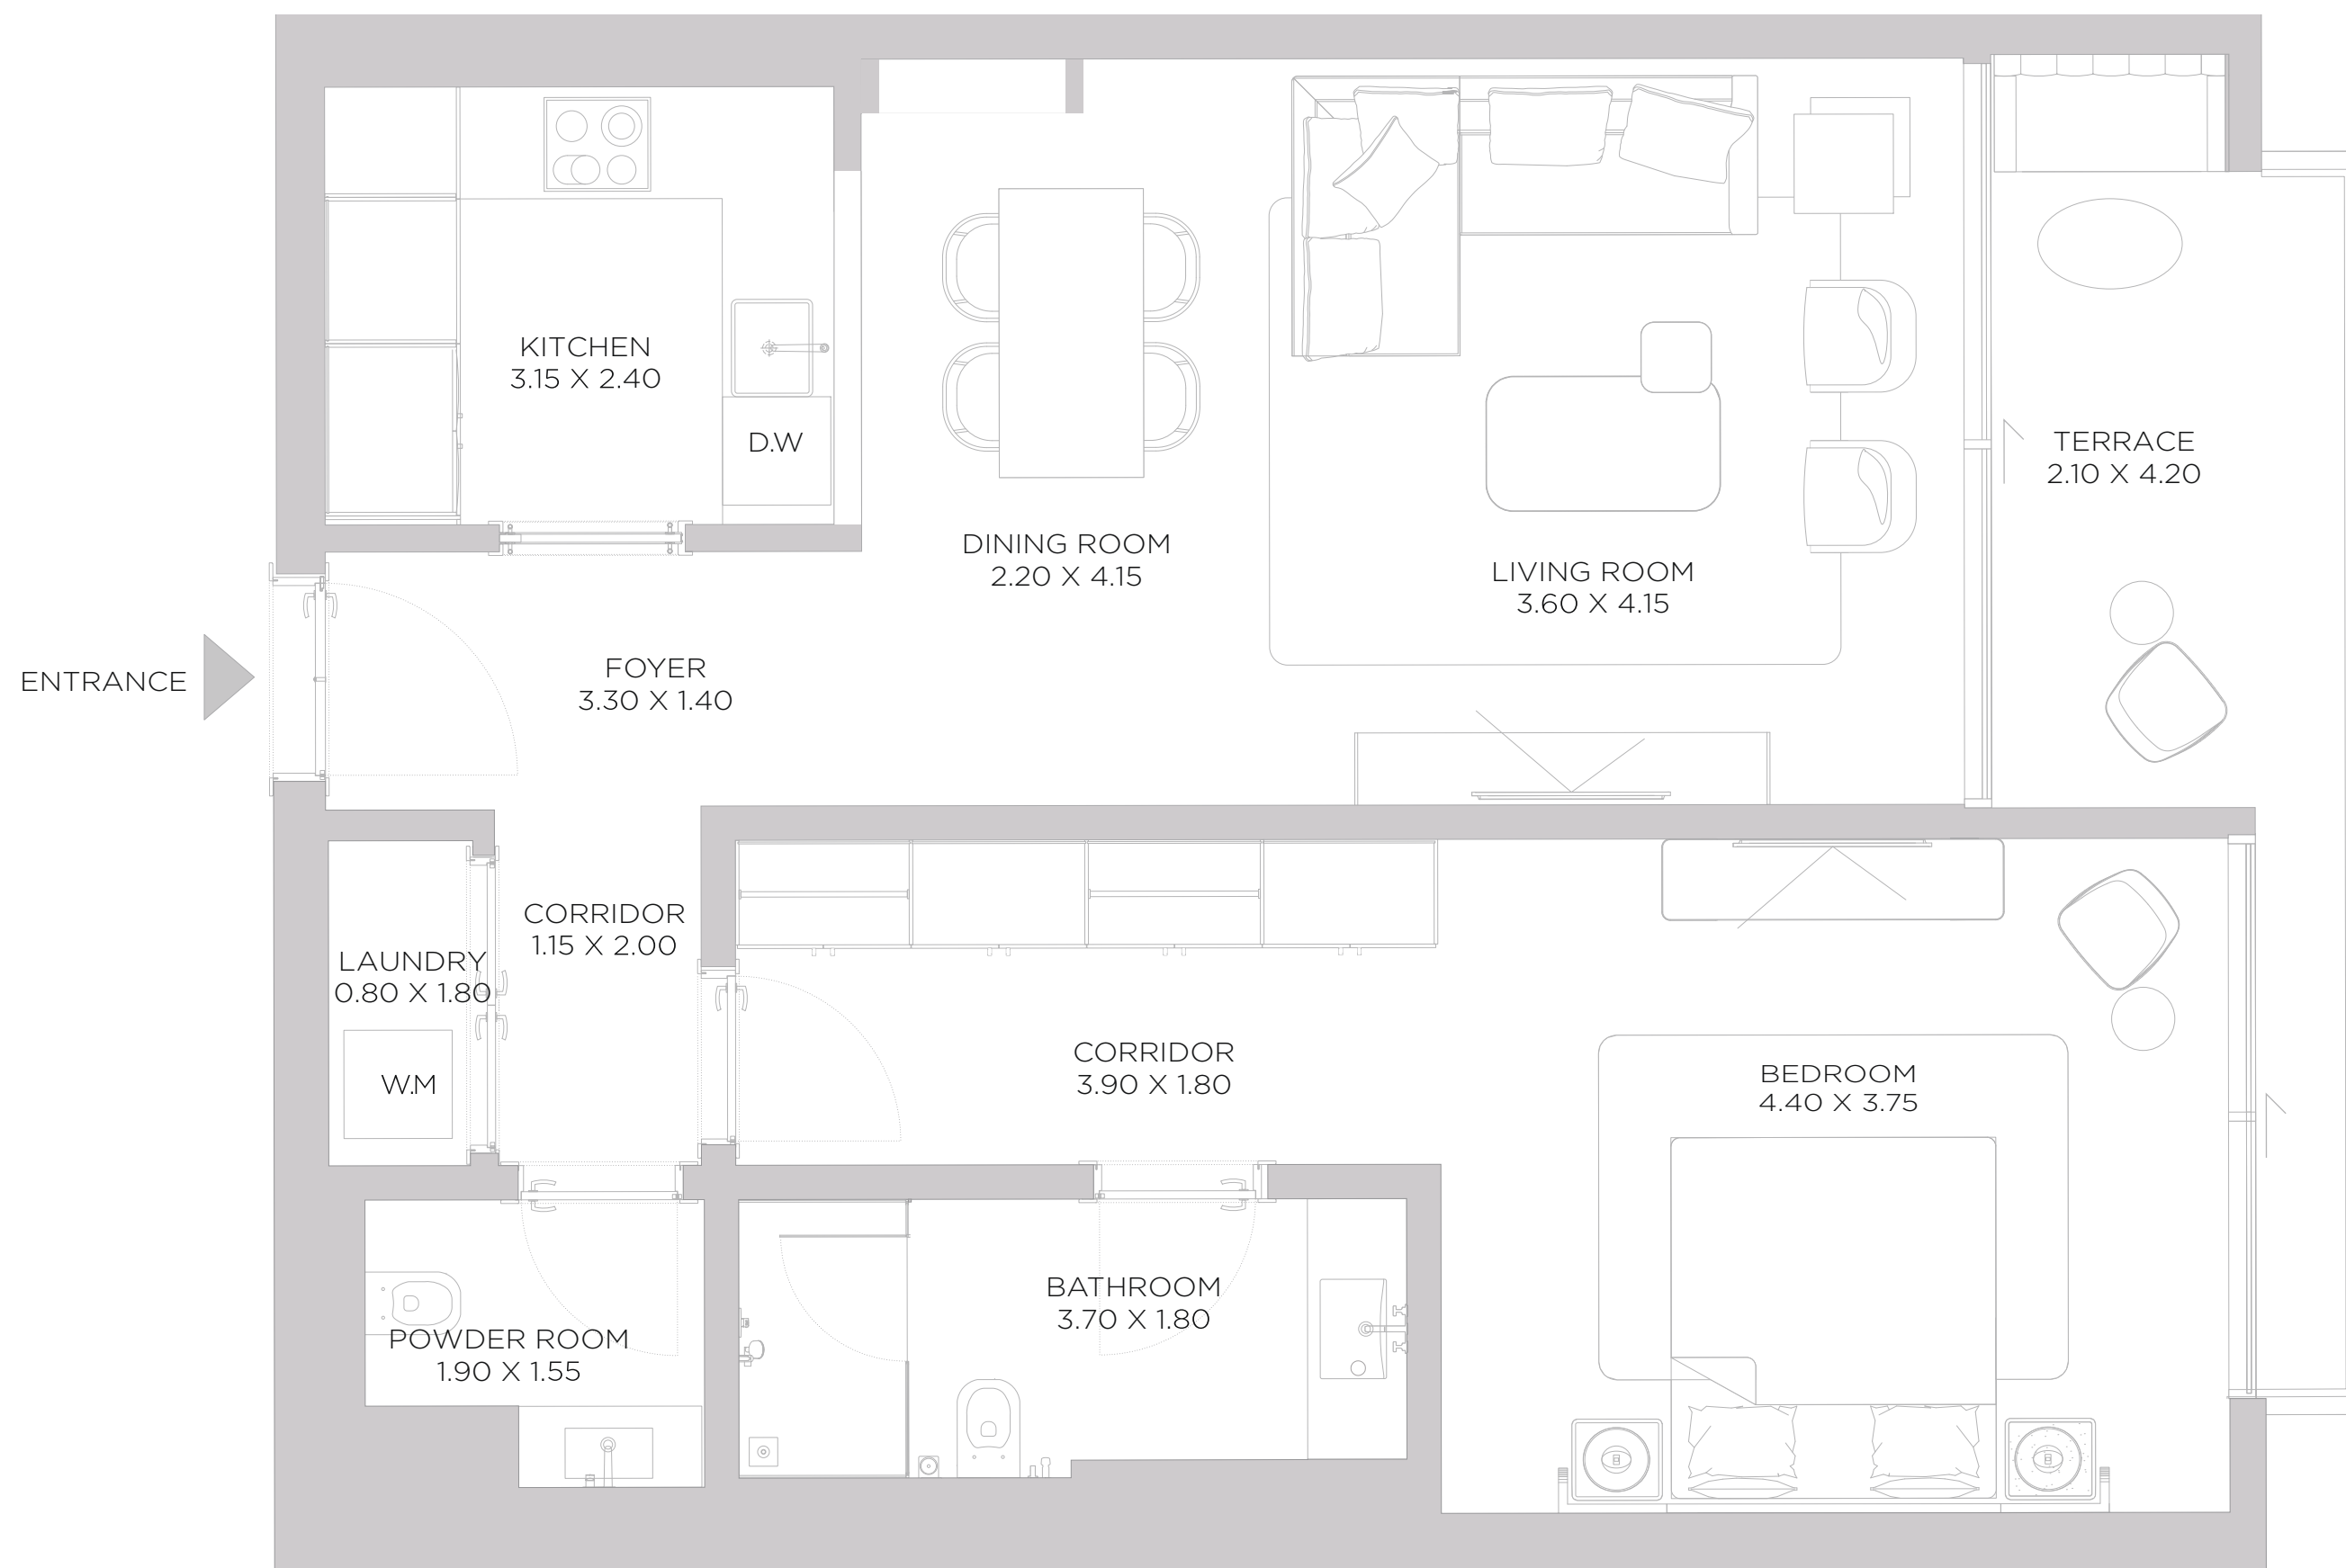 KITCHEN
3.15 X 2.40
D.W
TERRACE
2.10 X 4.20
DINING ROOM
2.20 X 4.15
LIVING ROOM
3.60 X 4.15
ENTRANCE
FOYER
3.30 X 1.40
CORRIDOR
1.15 X 2.00
LAUNDRY
0.80 X 1.80
W.M
CORRIDOR
3.90 X 1.80
BEDROOM
4.40 X 3.75
BATHROOM
3.70 X 1.80
POWDER ROOM
1.90 X 1.55